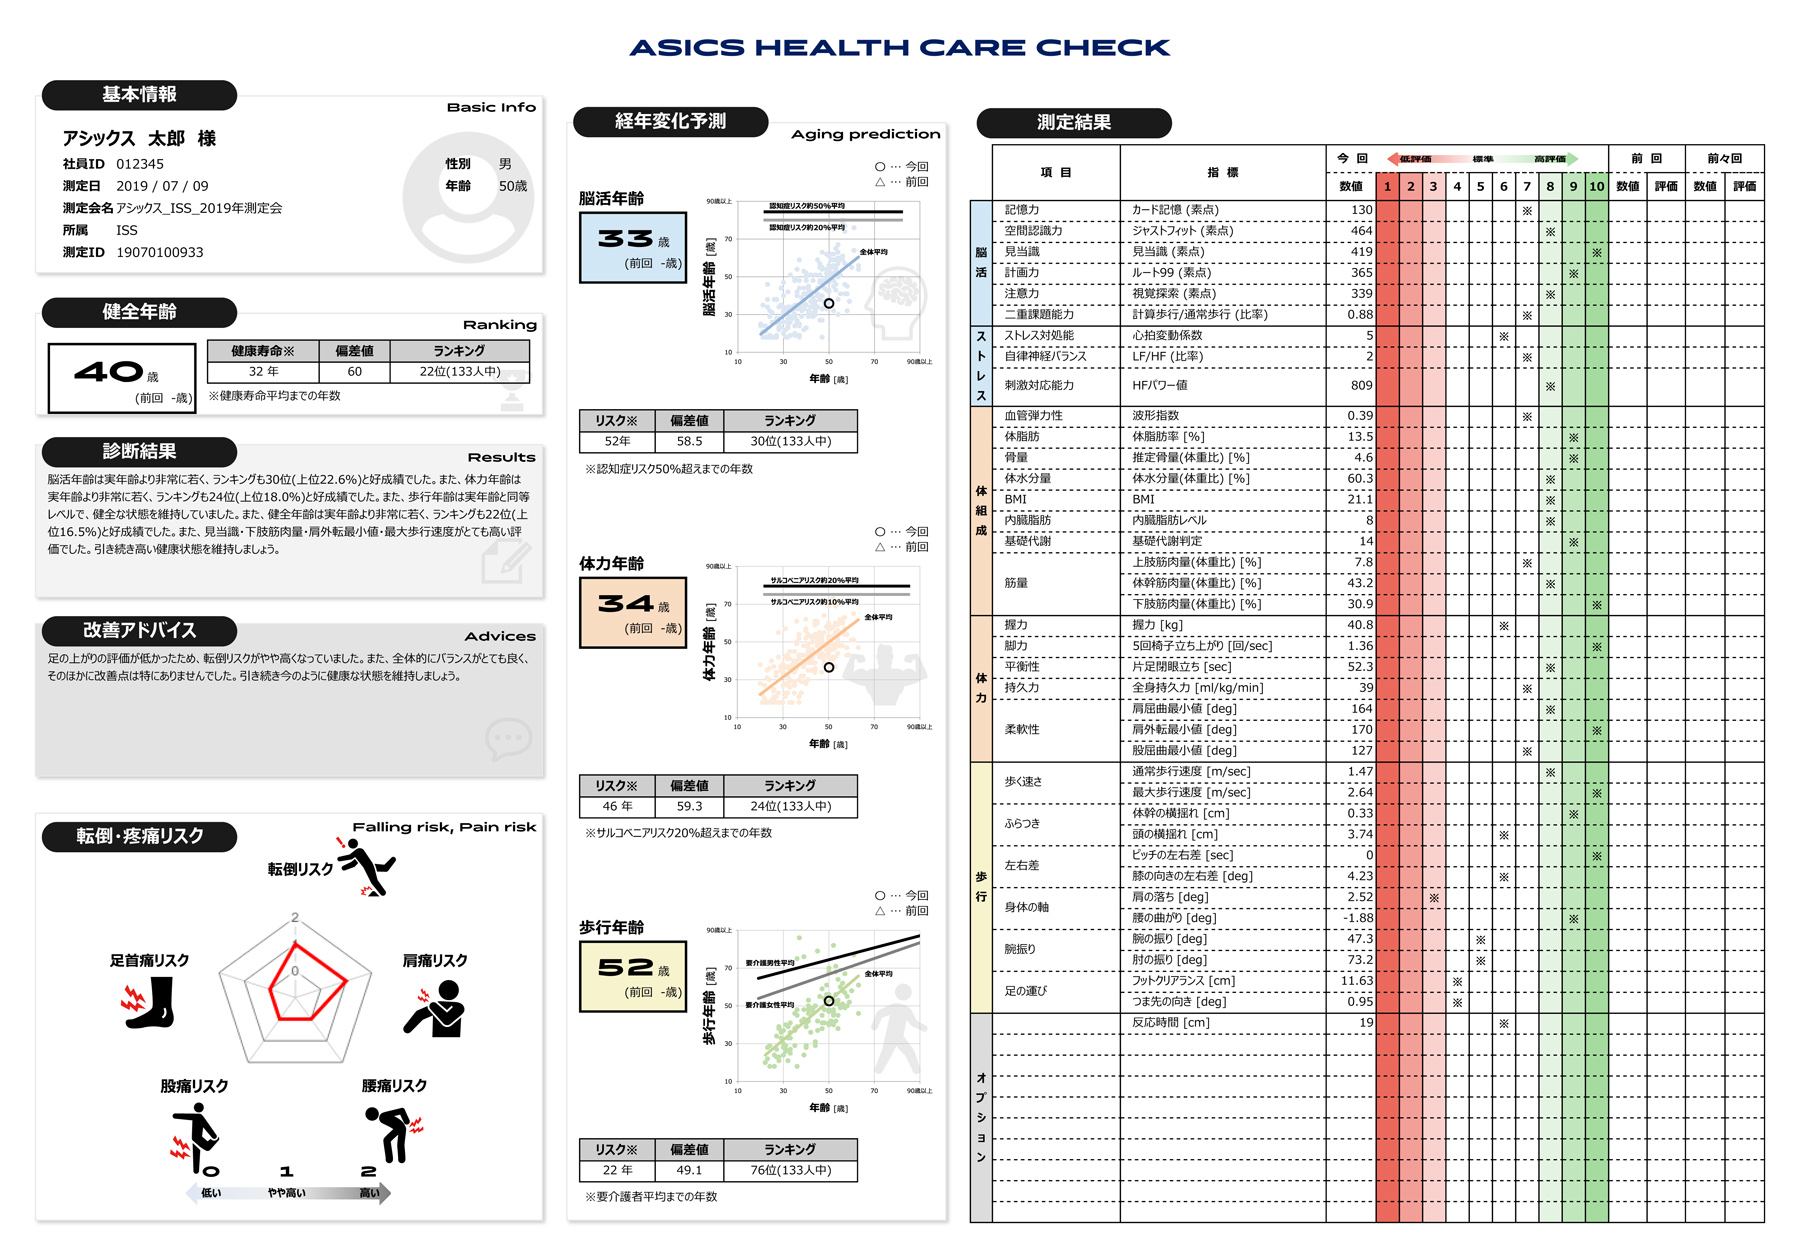 ASICS HEALTH CARE CHECK
基本情報
Basic Info
アシックス 太郎 様
社員ID 012345
測定日 2019 / 07 / 09
測定会名 アシックス_ISS_2019年測定会
所属 ISS
測定ID 19070100933
性別 男
年齢 50歳
健全年齢
Ranking
40 歳
(前回 -歳)
健康寿命※ 偏差値 ランキング
32 年 60 22位(133人中)
※健康寿命平均までの年数
診断結果
Results
脳活年齢は実年齢より非常に若く、ランキングも30位(上位22.6%)と好成績でした。また、体力年齢は
実年齢より非常に若く、ランキングも24位(上位18.0%)と好成績でした。また、歩行年齢は実年齢と同等
レベルで、健全な状態を維持していました。また、健全年齢は実年齢より非常に若く、ランキングも22位(上
位16.5%)と好成績でした。また、見当識・下肢筋肉量・肩外転最小値・最大歩行速度がとても高い評
価でした。引き続き高い健康状態を維持しましょう。
改善アドバイス
Advices
足の上がりの評価が低かったため、転倒リスクがやや高くなっていました。また、全体的にバランスがとても良く、
そのほかに改善点は特にありませんでした。引き続き今のように健康な状態を維持しましょう。
転倒・疼痛リスク
Falling risk, Pain risk
転倒リスク
2
1
0
足首痛リスク
肩痛リスク
股痛リスク
腰痛リスク
0 1 2
低い やや高い 高い
経年変化予測
Aging prediction
○ … 今回
△ … 前回
脳活年齢
33 歳
(前回 -歳)
脳活年齢 [歳]
90歳以上
70
50
30
10
認知症リスク約50%平均
認知症リスク約20%平均
全体平均
10 30 50 70 90歳以上
年齢 [歳]
リスク※ 偏差値 ランキング
52年 58.5 30位(133人中)
※認知症リスク50%超えまでの年数
○ … 今回
△ … 前回
体力年齢
34 歳
(前回 -歳)
体力年齢 [歳]
90歳以上
70
50
30
10
サルコペニアリスク約20%平均
サルコペニアリスク約10%平均
全体平均
10 30 50 70 90歳以上
年齢 [歳]
リスク※ 偏差値 ランキング
46 年 59.3 24位(133人中)
※サルコペニアリスク20%超えまでの年数
○ … 今回
△ … 前回
歩行年齢
52 歳
(前回 -歳)
歩行年齢 [歳]
90歳以上
70
50
30
10
要介護男性平均
全体平均
要介護女性平均
10 30 50 70 90歳以上
年齢 [歳]
リスク※ 偏差値 ランキング
22 年 49.1 76位(133人中)
※要介護者平均までの年数
測定結果
項 目 指 標 今 回 低評価 標準 高評価 前 回 前々回
数値 1 2 3 4 5 6 7 8 9 10 数値 評価 数値 評価
脳活
記憶力 カード記憶 (素点) 130 ※
空間認識力 ジャストフィット (素点) 464 ※
見当識 見当識 (素点) 419 ※
計画力 ルート99 (素点) 365 ※
注意力 視覚探索 (素点) 339 ※
二重課題能力 計算歩行/通常歩行 (比率) 0.88 ※
ストレス
ストレス対処能 心拍変動係数 5 ※
自律神経バランス LF/HF (比率) 2 ※
刺激対応能力 HFパワー値 809 ※
体組成
血管弾力性 波形指数 0.39 ※
体脂肪 体脂肪率 [%] 13.5 ※
骨量 推定骨量(体重比) [%] 4.6 ※
体水分量 体水分量(体重比) [%] 60.3 ※
BMI BMI 21.1 ※
内臓脂肪 内臓脂肪レベル 8 ※
基礎代謝 基礎代謝判定 14 ※
筋量 上肢筋肉量(体重比) [%] 7.8 ※
体幹筋肉量(体重比) [%] 43.2 ※
下肢筋肉量(体重比) [%] 30.9 ※
体力
握力 握力 [kg] 40.8 ※
脚力 5回椅子立ち上がり [回/sec] 1.36 ※
平衡性 片足閉眼立ち [sec] 52.3 ※
持久力 全身持久力 [ml/kg/min] 39 ※
柔軟性 肩屈曲最小値 [deg] 164 ※
肩外転最小値 [deg] 170 ※
股屈曲最小値 [deg] 127 ※
歩行
歩く速さ 通常歩行速度 [m/sec] 1.47 ※
最大歩行速度 [m/sec] 2.64 ※
ふらつき 体幹の横揺れ [cm] 0.33 ※
頭の横揺れ [cm] 3.74 ※
左右差 ピッチの左右差 [sec] 0 ※
膝の向きの左右差 [deg] 4.23 ※
身体の軸 肩の落ち [deg] 2.52 ※
腰の曲がり [deg] -1.88 ※
腕振り 腕の振り [deg] 47.3 ※
肘の振り [deg] 73.2 ※
足の運び フットクリアランス [cm] 11.63 ※
つま先の向き [deg] 0.95 ※
オプション
反応時間 [cm] 19 ※